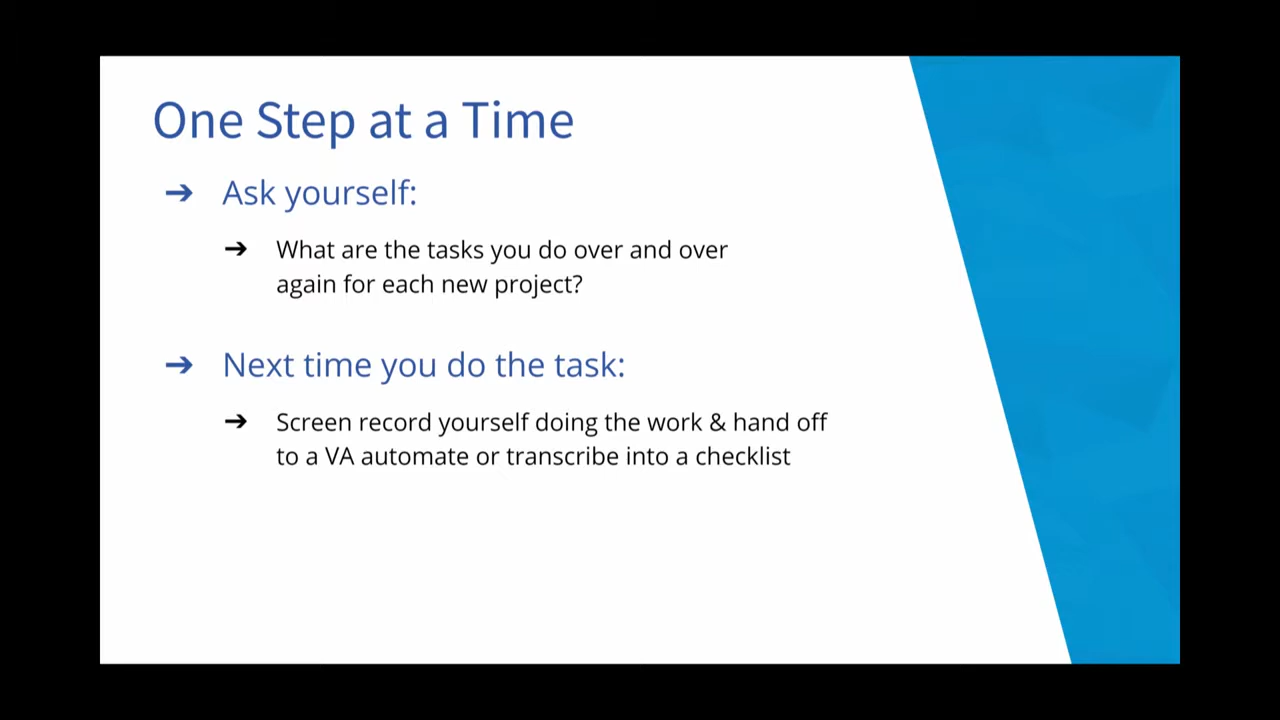 One Step at a Time
➔ Ask yourself:
➔ What are the tasks you do over and over
again for each new project?
➔ Next time you do the task:
➔ Screen record yourself doing the work & hand off
to a VA automate or transcribe into a checklist